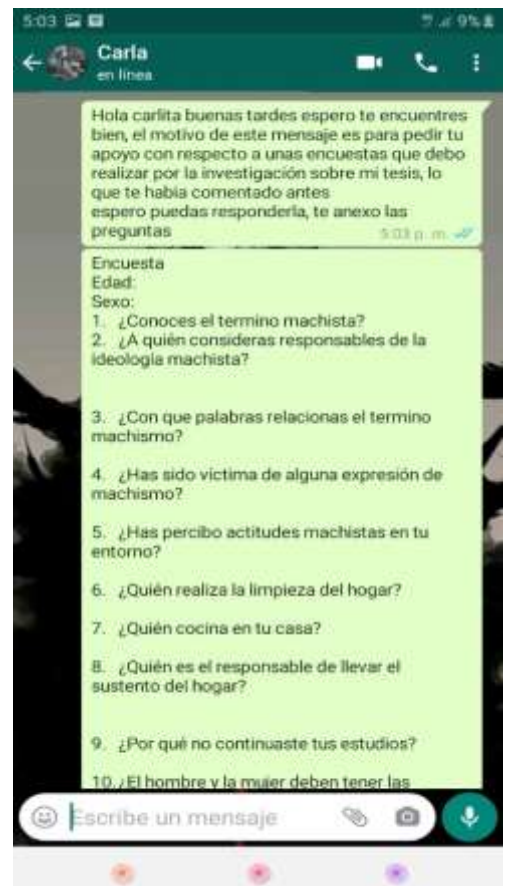 5:03
9%
Carla
en línea
Hola carlita buenas tardes espero te encuentres
bien, el motivo de este mensaje es para pedir tu
apoyo con respecto a unas encuestas que debo
realizar por la investigación sobre mi tesis, lo
que te habia comentado antes
espero puedas responderla, te anexo las
preguntas
5:03 p. m.
Encuesta
Edad:
Sexo:
1. ¿Conoces el termino machista?
2. ¿A quién consideras responsables de la
ideología machista?
3. ¿Con que palabras relacionas el termino
machismo?
4. ¿Has sido víctima de alguna expresión de
machismo?
5. ¿Has percibo actitudes machistas en tu
entorno?
6. ¿Quién realiza la limpieza del hogar?
7. ¿Quién cocina en tu casa?
8. ¿Quién es el responsable de llevar el
sustento del hogar?
9. ¿Por qué no continuaste tus estudios?
10. ¿El hombre y la mujer deben tener las
Escribe un mensaje